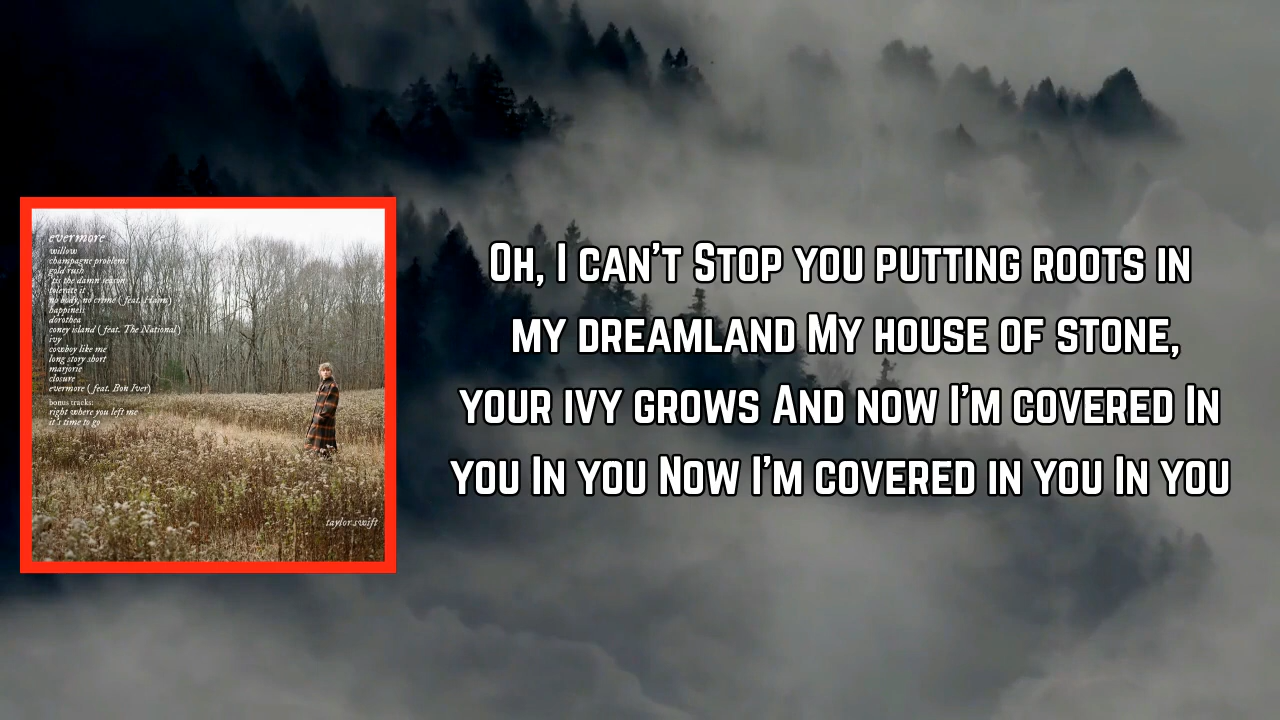 evermore
willow
champagne problems
gold rush
'tis the damn season
tolerate it
no body, no crime ( feat. Haim)
happiness
dorothea
coney island ( feat. The National)
ivy
cowboy like me
long story short
marjorie
closure
evermore ( feat. Bon Iver)
bonus tracks:
right where you left me
it's time to go
taylor swift
Oh, I can't Stop you putting roots in
my dreamland My house of stone,
your ivy grows And now I'm covered In
you In you Now I'm covered in you In you